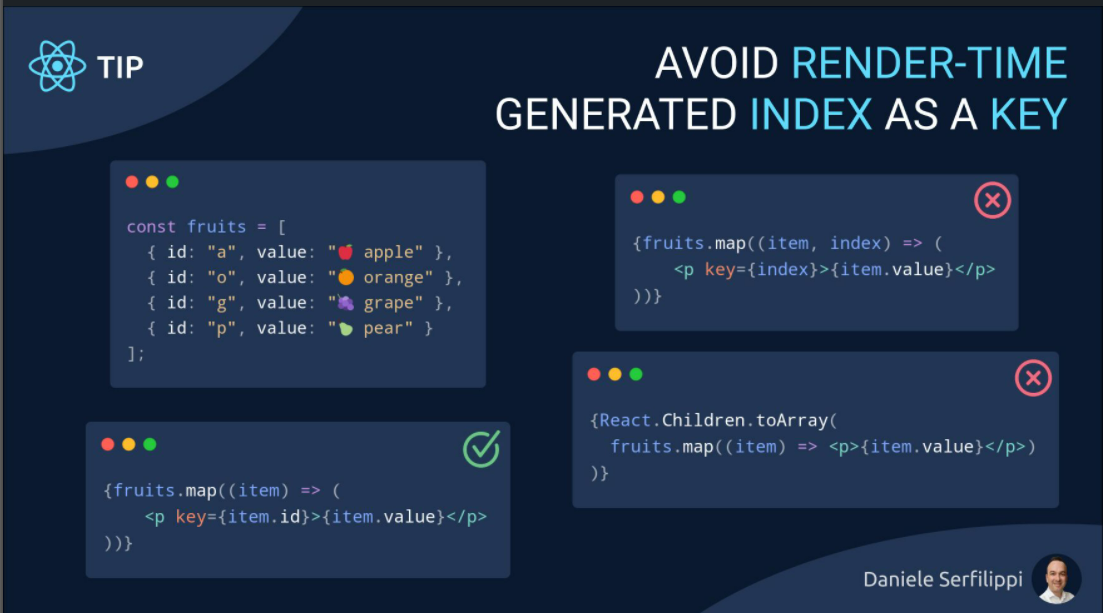 TIP
AVOID RENDER-TIME
GENERATED INDEX AS A KEY
const fruits = [
  { id: "a", value: "🍎 apple" },
  { id: "o", value: "🍊 orange" },
  { id: "g", value: "🍇 grape" },
  { id: "p", value: "🍐 pear" }
];
{fruits.map((item) => (
    <p key={item.id}>{item.value}</p>
))}
{fruits.map((item, index) => (
    <p key={index}>{item.value}</p>
))}
{React.Children.toArray(
  fruits.map((item) => <p>{item.value}</p>)
)}
Daniele Serfilippi